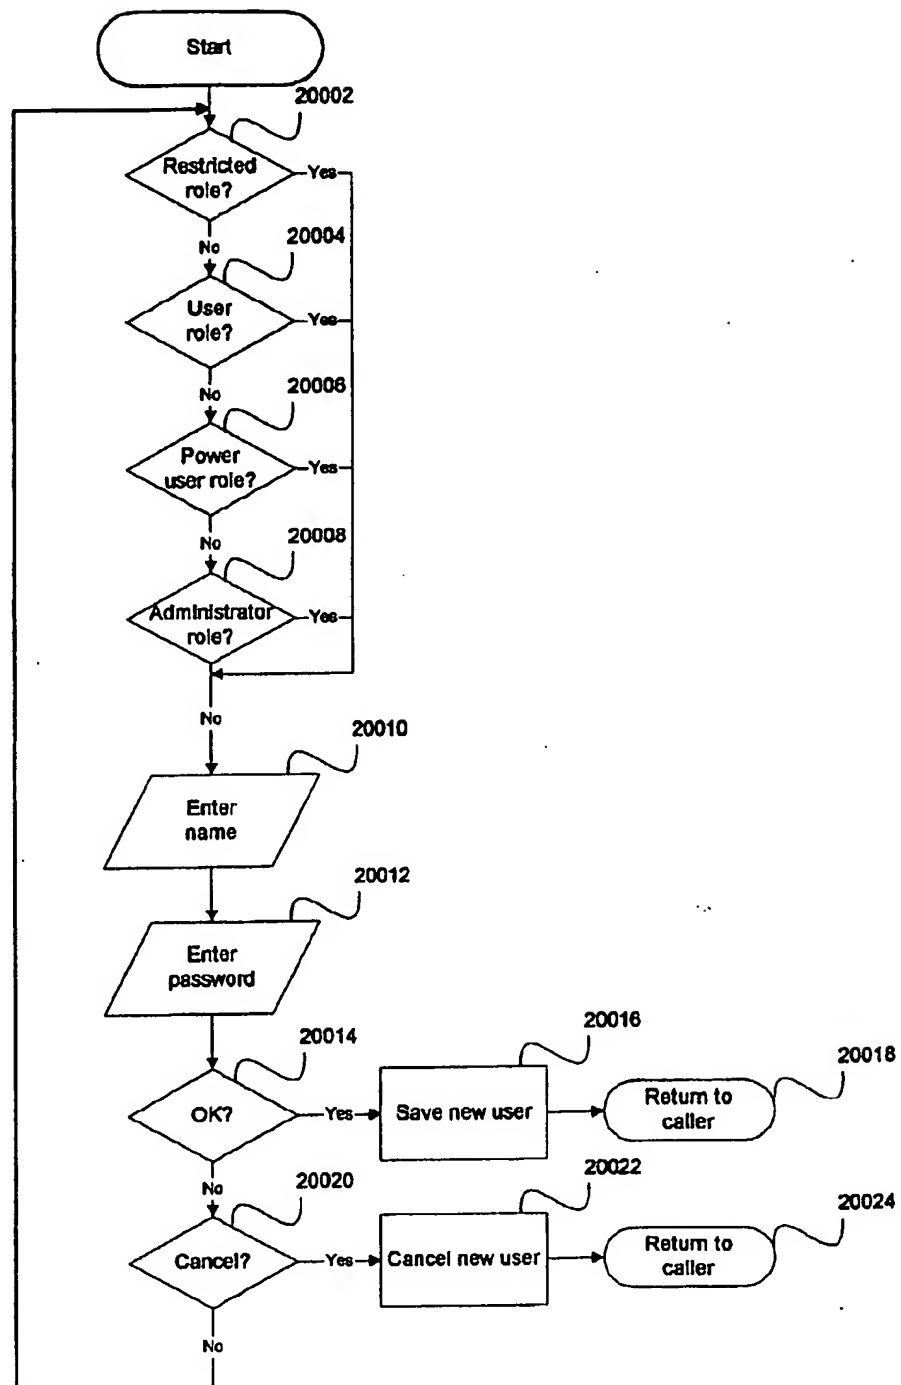 Start
20002
Restricted
role?
Yes
No
20004
User
role?
Yes
No
20006
Power
user role?
Yes
No
20008
Administrator
role?
Yes
No
20010
Enter
name
20012
Enter
password
20014
OK?
Yes
20016
Save new user
20018
Return to
caller
No
20020
Cancel?
Yes
20022
Cancel new user
20024
Return to
caller
No